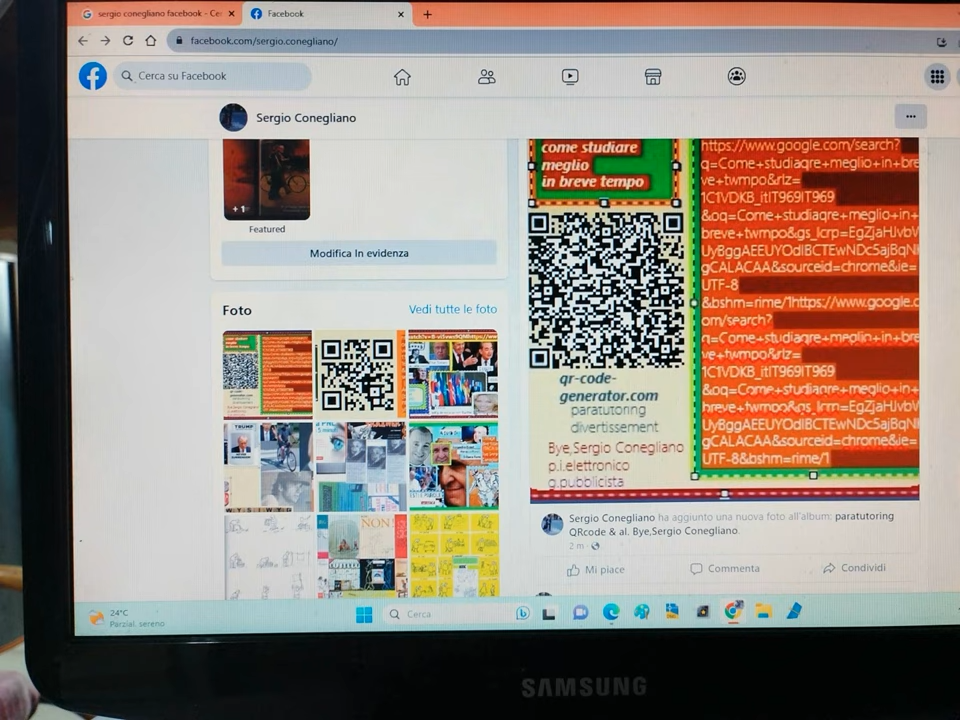 sergio conegliano facebook - Ce
Facebook
facebook.com/sergio.conegliano/
Cerca su Facebook
Sergio Conegliano
+1
Featured
Modifica In evidenza
Foto
Vedi tutte le foto
TRUMP
NON
come studiare
meglio
in breve tempo
qr-code-
generator.com
paratutoring
divertissement
Bye,Sergio Conegliano
p.i.elettronico
g.pubblicista
https://www.google.com/search?
q=Come+studiaqre+meglio+in+bre
ve+twmpo&rlz=
1C1VDKB_itIT969IT969
&oq=Come+studiaqre+meglio+in+
breve+twmpo&gs_lcrp=EgZjaHJvbV
UyBggAEEUYOdIBCTEwNDc5ajBqNI
gCALACAA&sourceid=chrome&ie=
UTF-8
&bshm=rime/1https://www.google.c
om/search?
q=Come+studiaqre+meglio+in+bre
ve+twmpo&rlz=
1C1VDKB_itIT969IT969
&oq=Come+studiaqre+meglio+in+
breve+twmpo&gs_lcrp=EgZjaHJvbV
UyBggAEEUYOdIBCTEwNDc5ajBqNI
gCALACAA&sourceid=chrome&ie=
UTF-8&bshm=rime/1
Sergio Conegliano ha aggiunto una nuova foto all'album: paratutoring
QRcode & al. Bye,Sergio Conegliano.
2 m
Mi piace
Commenta
Condividi
24°C
Parzial. sereno
Cerca
SAMSUNG